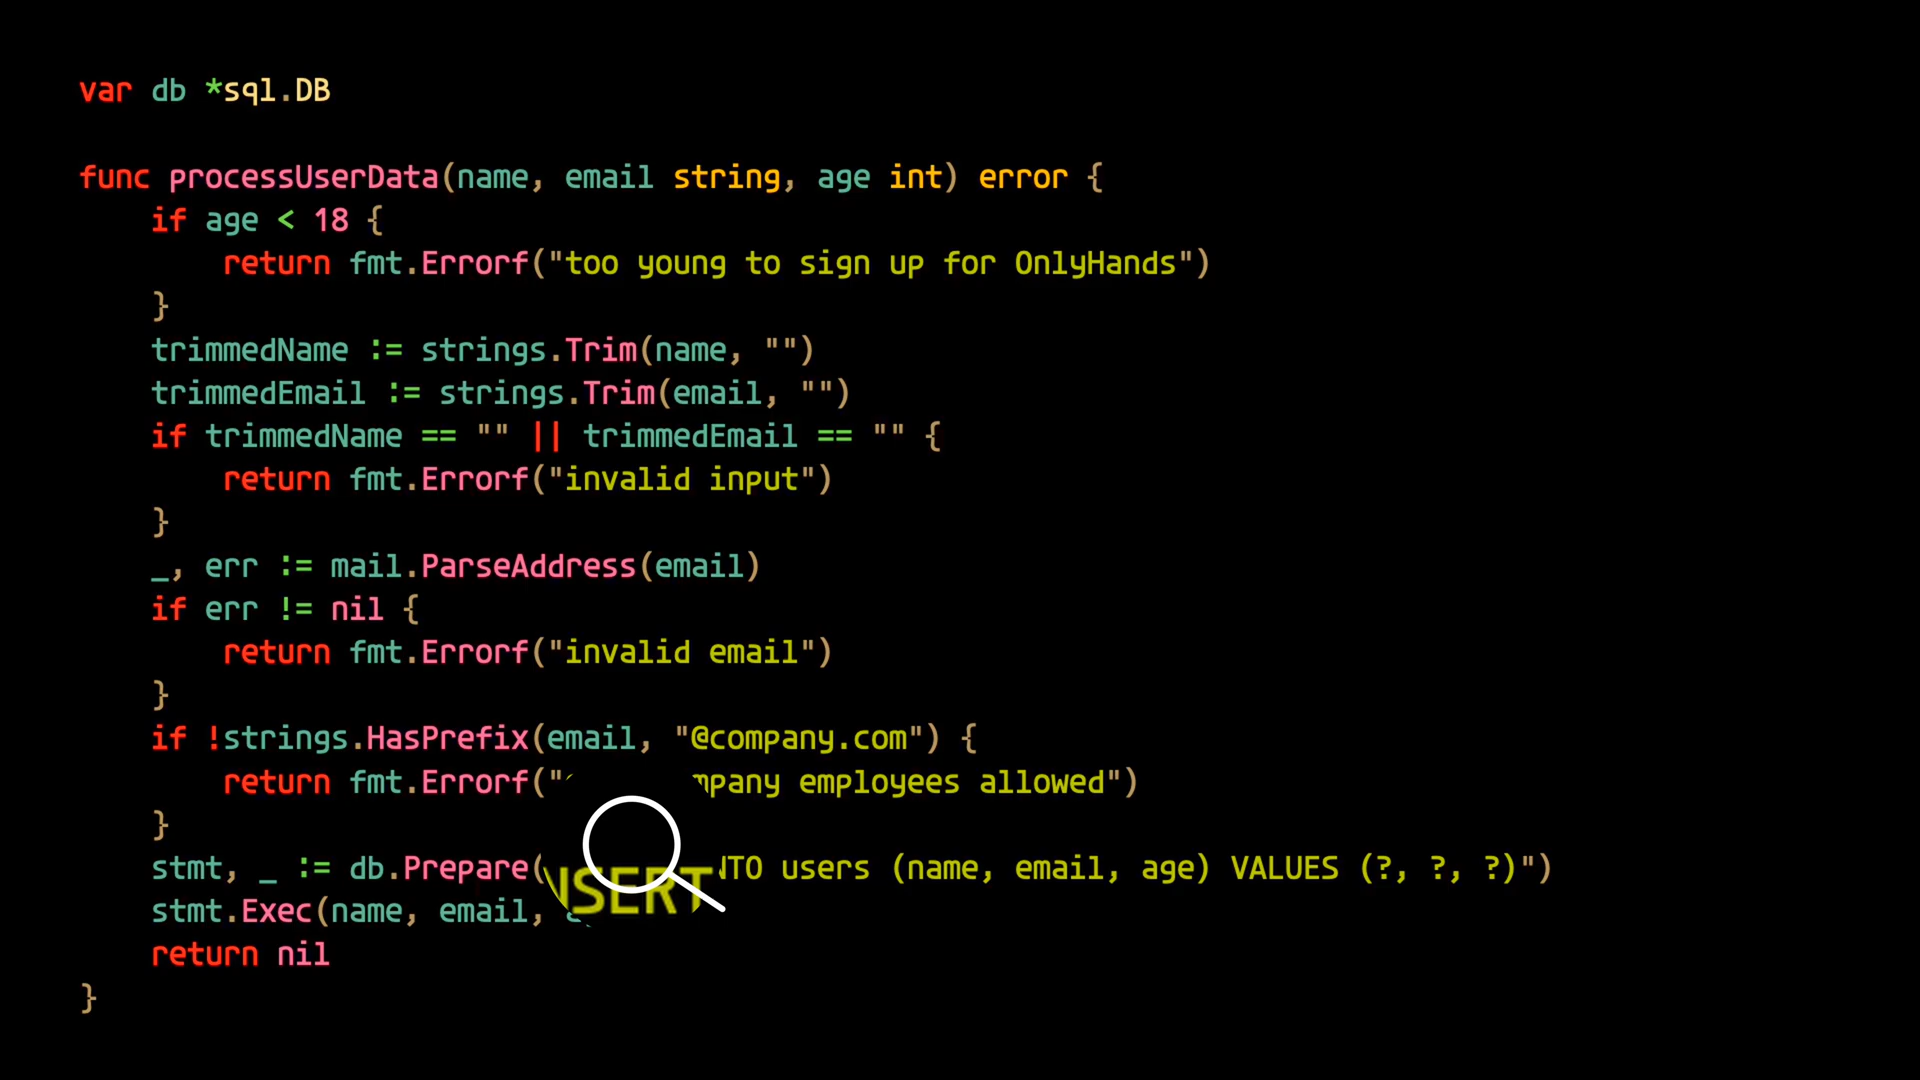 var db *sql.DB
func processUserData(name, email string, age int) error {
if age < 18 {
return fmt.Errorf("too young to sign up for OnlyHands")
}
trimmedName := strings.Trim(name, "")
trimmedEmail := strings.Trim(email, "")
if trimmedName == "" || trimmedEmail == "" {
return fmt.Errorf("invalid input")
}
_, err := mail.ParseAddress(email)
if err != nil {
return fmt.Errorf("invalid email")
}
if !strings.HasPrefix(email, "@company.com") {
return fmt.Errorf(" employees allowed")
}
stmt, _ := db.Prepare( INSERT INTO users (name, email, age) VALUES (?, ?, ?)")
stmt.Exec(name, email,
return nil
}